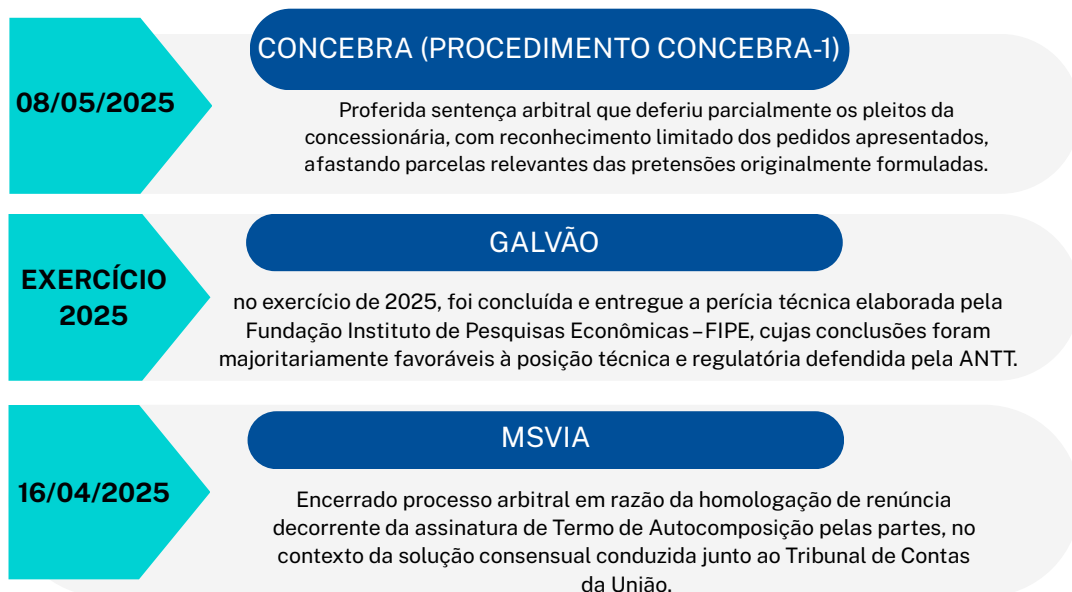 CONCEBRA (PROCEDIMENTO CONCEBRA-1)
08/05/2025
Proferida sentença arbitral que deferiu parcialmente os pleitos da
concessionária, com reconhecimento limitado dos pedidos apresentados,
afastando parcelas relevantes das pretensões originalmente formuladas.
GALVÃO
EXERCÍCIO
2025
no exercício de 2025, foi concluída e entregue a perícia técnica elaborada pela
Fundação Instituto de Pesquisas Econômicas – FIPE, cujas conclusões foram
majoritariamente favoráveis à posição técnica e regulatória defendida pela ANTT.
MSVIA
16/04/2025
Encerrado processo arbitral em razão da homologação de renúncia
decorrente da assinatura de Termo de Autocomposição pelas partes, no
contexto da solução consensual conduzida junto ao Tribunal de Contas
da União.